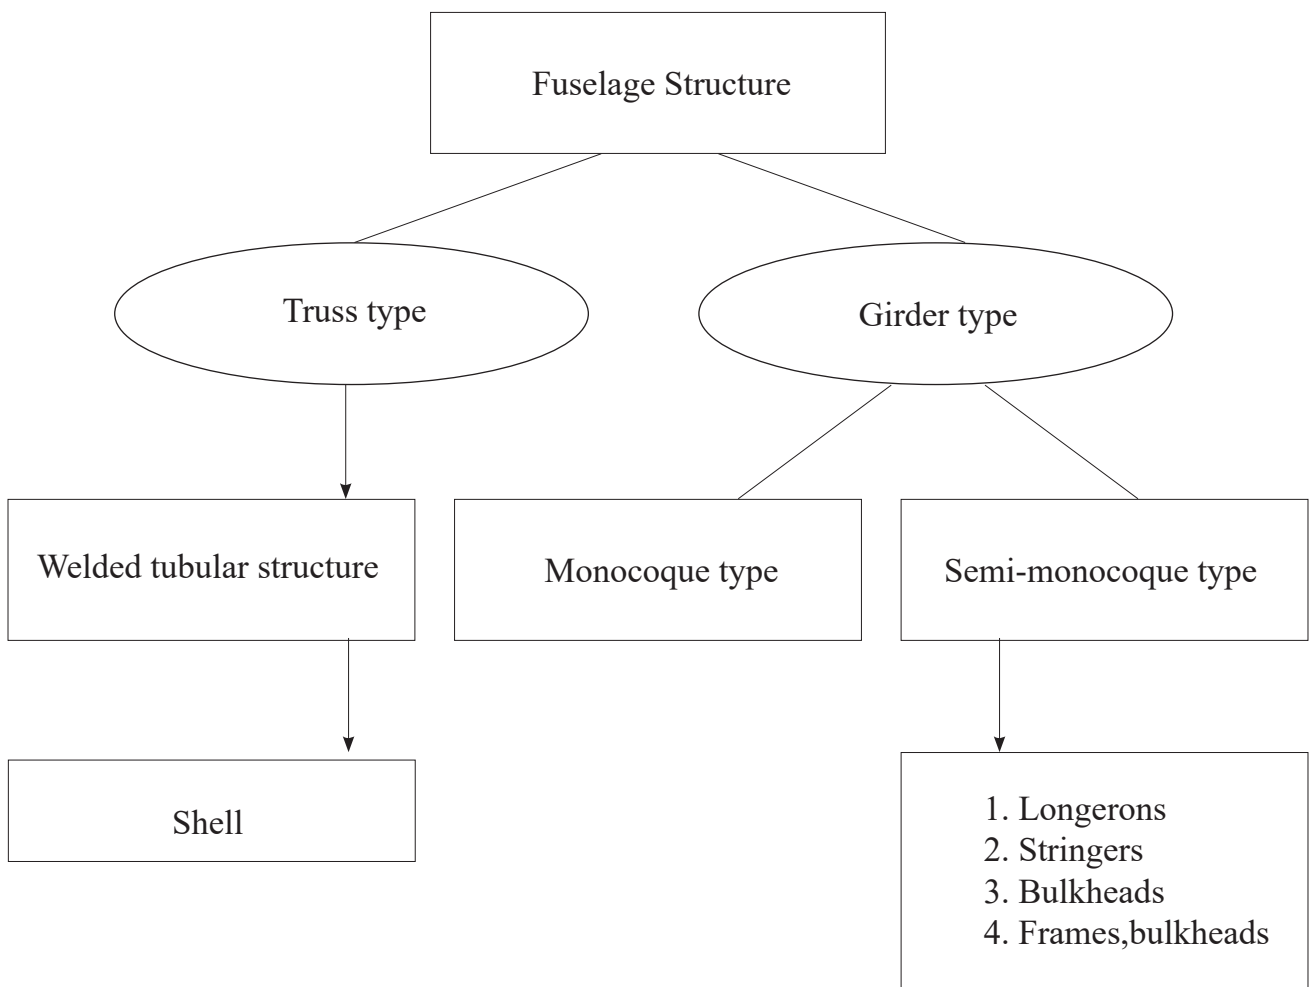 Fuselage Structure
Truss type
Girder type
Welded tubular structure
Monocoque type
Semi-monocoque type
Shell
1. Longerons
2. Stringers
3. Bulkheads
4. Frames,bulkheads